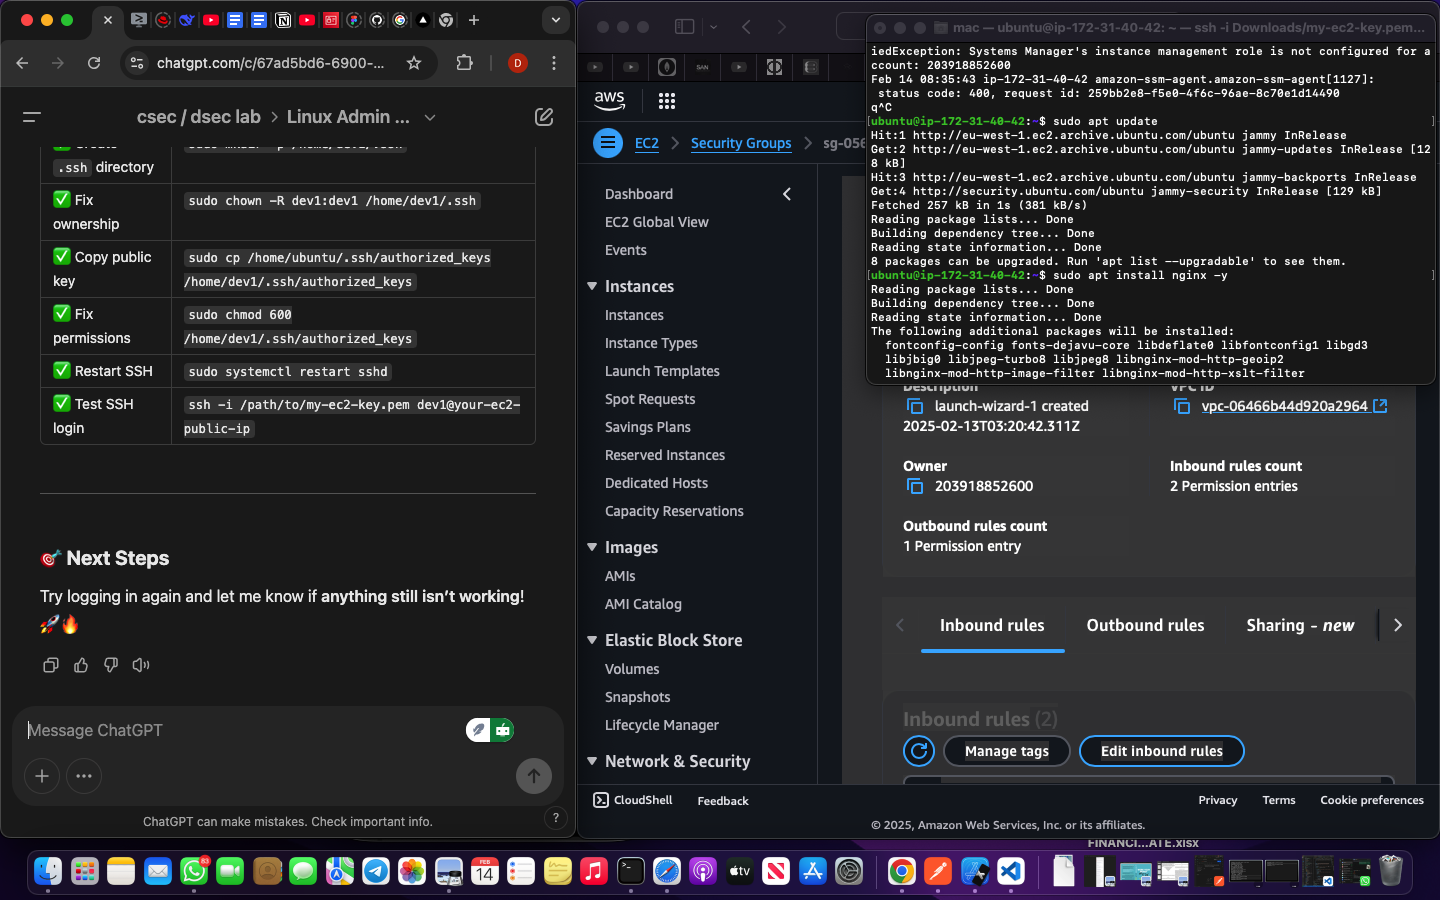 chatgpt.com/c/67ad5bd6-6900-...
D
csec / dsec lab > Linux Admin ...
.ssh directory
✅ Fix ownership
sudo chown -R dev1:dev1 /home/dev1/.ssh
✅ Copy public key
sudo cp /home/ubuntu/.ssh/authorized_keys
/home/dev1/.ssh/authorized_keys
✅ Fix permissions
sudo chmod 600
/home/dev1/.ssh/authorized_keys
✅ Restart SSH
sudo systemctl restart sshd
✅ Test SSH login
ssh -i /path/to/my-ec2-key.pem dev1@your-ec2-
public-ip
🎯 Next Steps
Try logging in again and let me know if anything still isn't working!
🚀🔥
Message ChatGPT
ChatGPT can make mistakes. Check important info.
?
mac — ubuntu@ip-172-31-40-42: ~ — ssh -i Downloads/my-ec2-key.pem...
iedException: Systems Manager's instance management role is not configured for a
ccount: 203918852600
Feb 14 08:35:43 ip-172-31-40-42 amazon-ssm-agent.amazon-ssm-agent[1127]:
status code: 400, request id: 259bb2e8-f5e0-4f6c-96ae-8c70e1d14490
q^C
[ubuntu@ip-172-31-40-42:~$ sudo apt update ]
Hit:1 http://eu-west-1.ec2.archive.ubuntu.com/ubuntu jammy InRelease
Get:2 http://eu-west-1.ec2.archive.ubuntu.com/ubuntu jammy-updates InRelease [12
8 kB]
Hit:3 http://eu-west-1.ec2.archive.ubuntu.com/ubuntu jammy-backports InRelease
Get:4 http://security.ubuntu.com/ubuntu jammy-security InRelease [129 kB]
Fetched 257 kB in 1s (381 kB/s)
Reading package lists... Done
Building dependency tree... Done
Reading state information... Done
8 packages can be upgraded. Run 'apt list --upgradable' to see them.
[ubuntu@ip-172-31-40-42:~$ sudo apt install nginx -y ]
Reading package lists... Done
Building dependency tree... Done
Reading state information... Done
The following additional packages will be installed:
fontconfig-config fonts-dejavu-core libdeflate0 libfontconfig1 libgd3
libjbig0 libjpeg-turbo8 libjpeg8 libnginx-mod-http-geoip2
libnginx-mod-http-image-filter libnginx-mod-http-xslt-filter
aws
EC2 > Security Groups > sg-056
Dashboard
EC2 Global View
Events
Instances
Instances
Instance Types
Launch Templates
Spot Requests
Savings Plans
Reserved Instances
Dedicated Hosts
Capacity Reservations
Images
AMIs
AMI Catalog
Elastic Block Store
Volumes
Snapshots
Lifecycle Manager
Network & Security
Description
launch-wizard-1 created
2025-02-13T03:20:42.311Z
VPC ID
vpc-06466b44d920a2964
Owner
203918852600
Inbound rules count
2 Permission entries
Outbound rules count
1 Permission entry
Inbound rules
Outbound rules
Sharing - new
Inbound rules (2)
Manage tags
Edit inbound rules
CloudShell
Feedback
Privacy
Terms
Cookie preferences
© 2025, Amazon Web Services, Inc. or its affiliates.
FINANCI...ATE.xlsx
83
FEB
14
tv